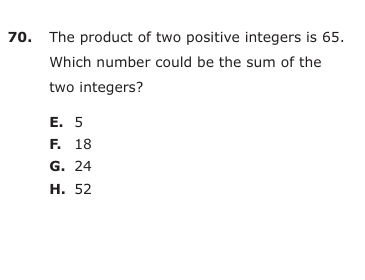 70. The product of two positive integers is 65.
Which number could be the sum of the
two integers?
E. 5
F. 18
G. 24
H. 52